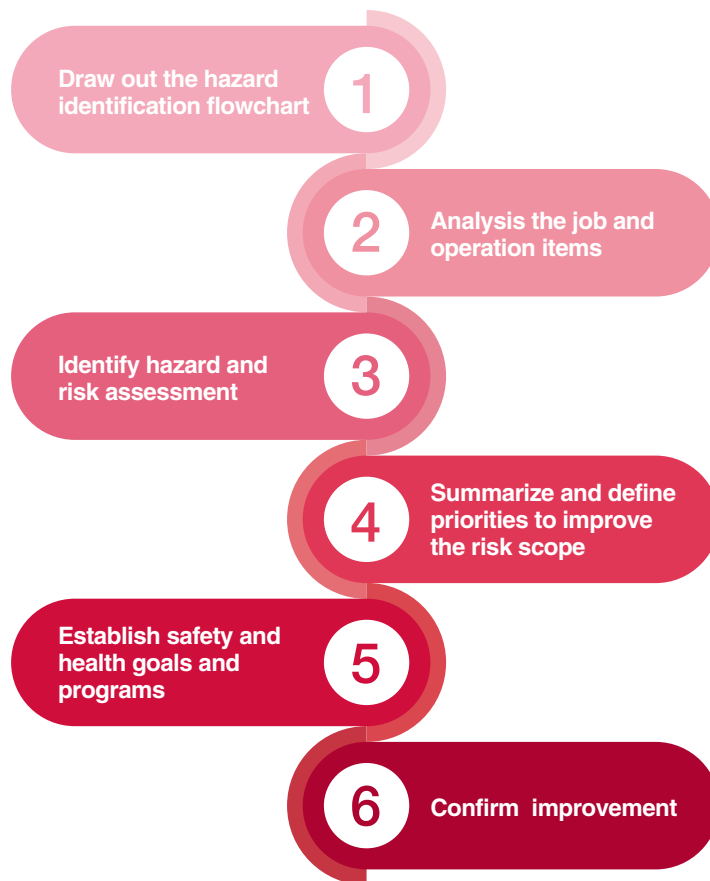 Draw out the hazard
identification flowchart
1
2
Analysis the job and
operation items
Identify hazard and
risk assessment
3
4
Summarize and define
priorities to improve
the risk scope
Establish safety and
health goals and
programs
5
6
Confirm improvement